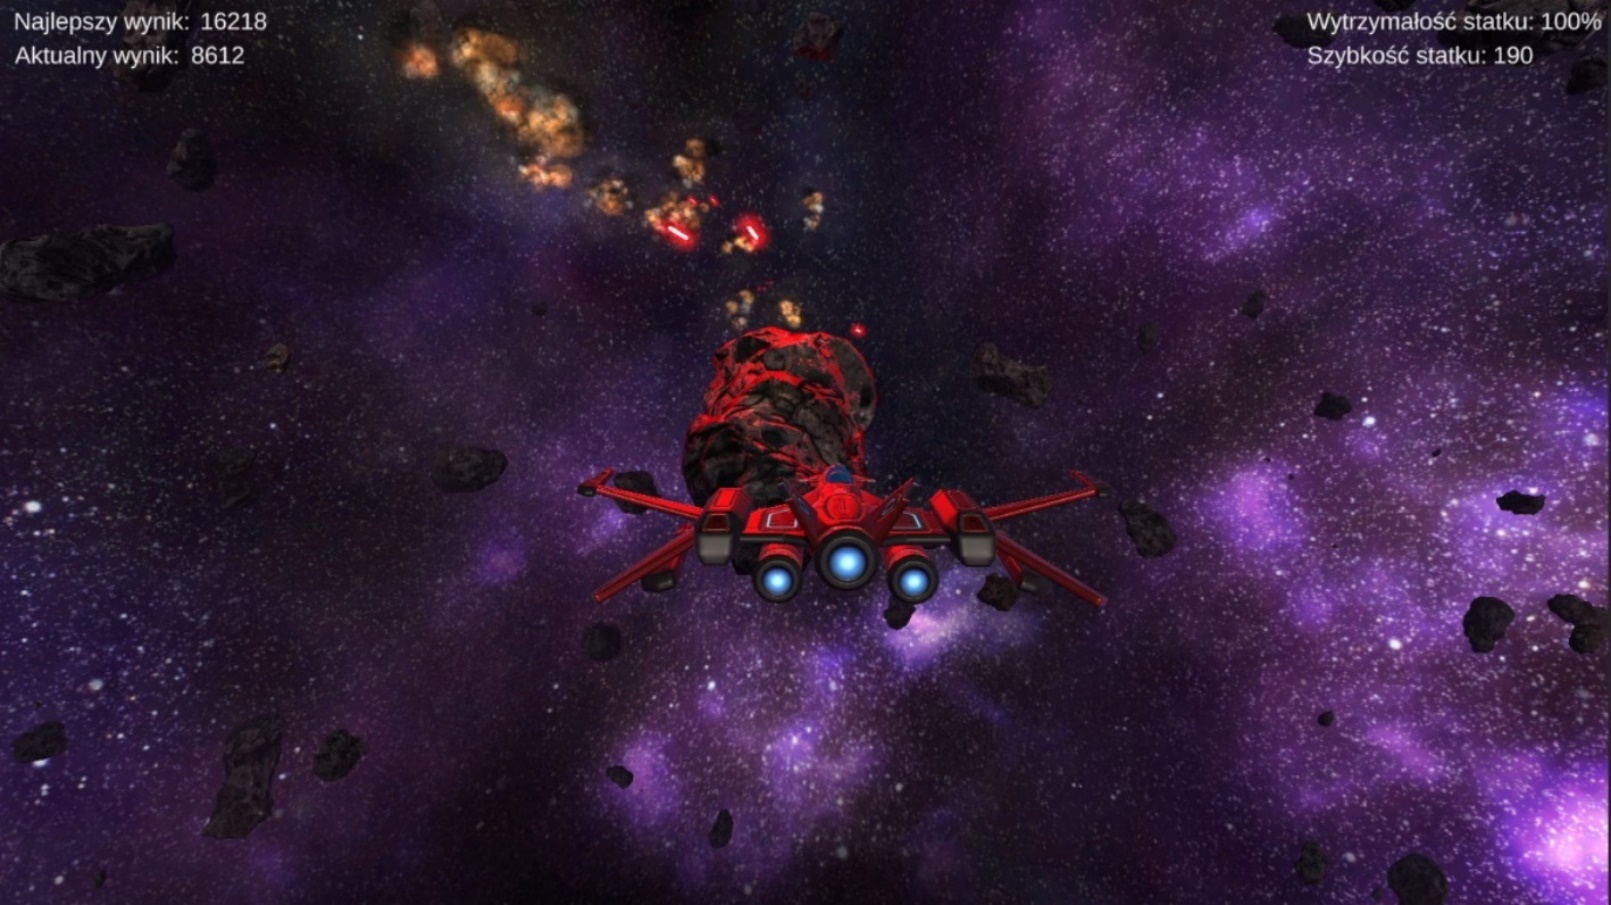 Najlepszy wynik: 16218
Aktualny wynik: 8612
Wytrzymałość statku: 100%
Szybkość statku: 190